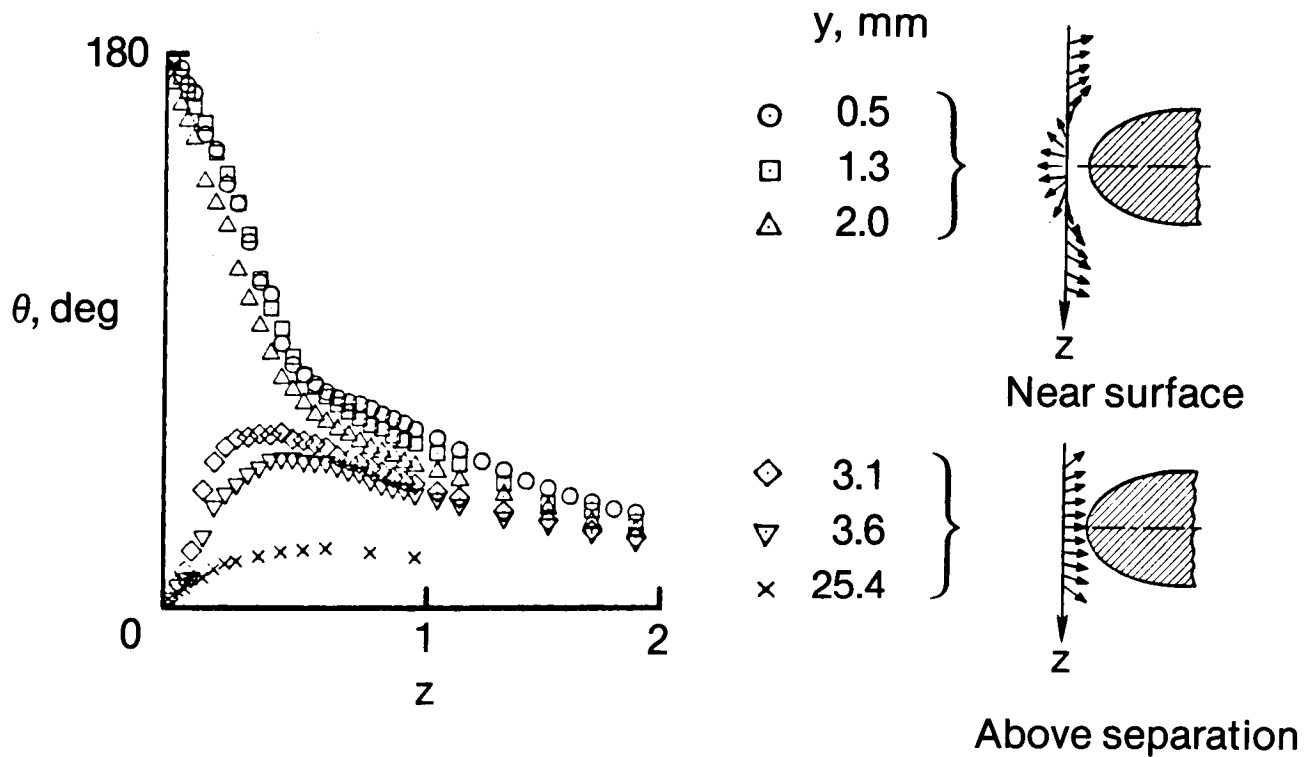 180
θ, deg
0
1
2
z
y, mm
0.5
1.3
2.0
z
Near surface
3.1
3.6
25.4
z
Above separation